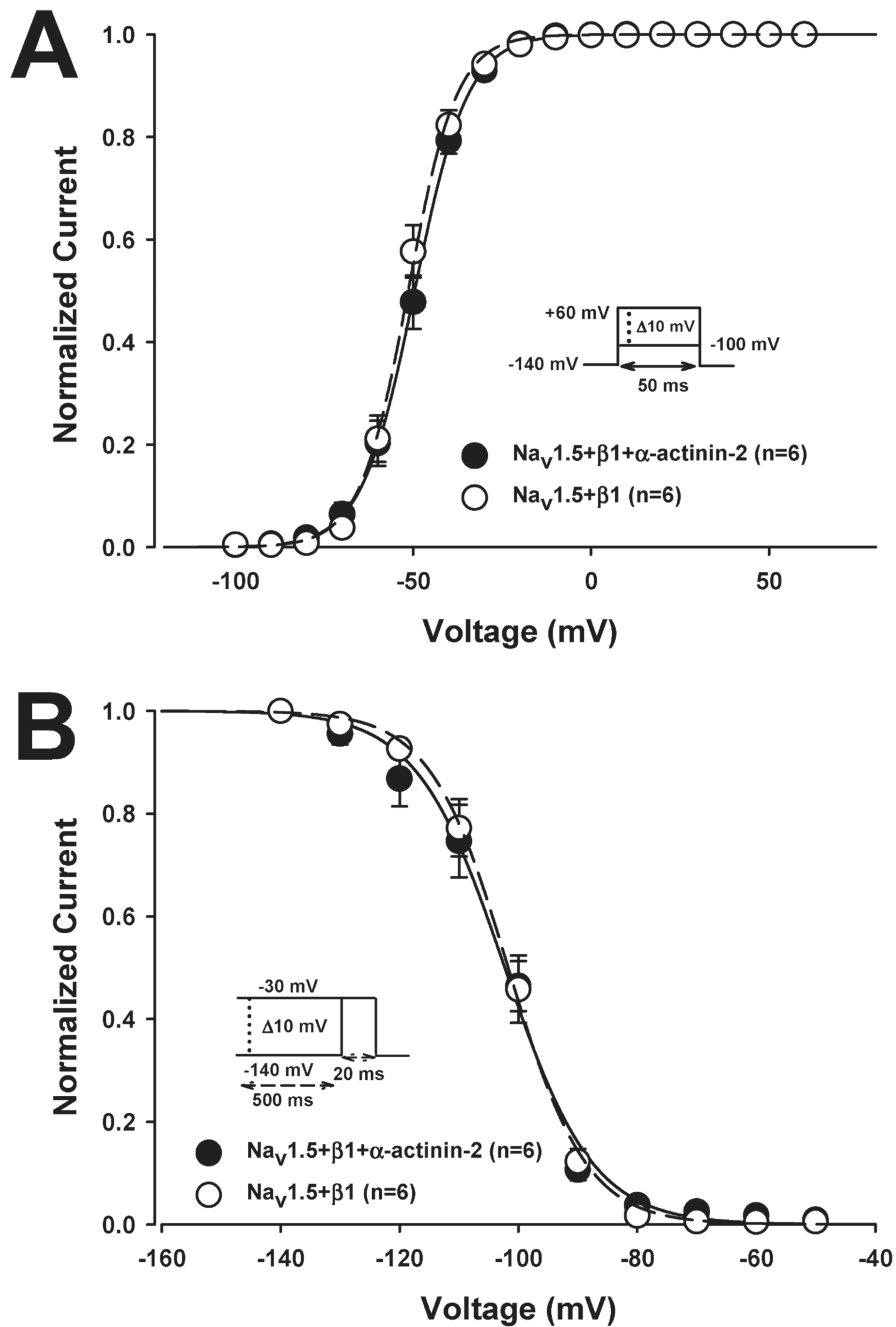 A
1.0
0.8
0.6
0.4
0.2
0.0
Normalized Current
+60 mV
Δ10 mV
-100 mV
-140 mV
50 ms
NaV1.5+β1+α-actinin-2 (n=6)
NaV1.5+β1 (n=6)
-100 -50 0 50
Voltage (mV)
B
1.0
0.8
0.6
0.4
0.2
0.0
Normalized Current
-30 mV
Δ10 mV
-140 mV
20 ms
500 ms
NaV1.5+β1+α-actinin-2 (n=6)
NaV1.5+β1 (n=6)
-160 -140 -120 -100 -80 -60 -40
Voltage (mV)